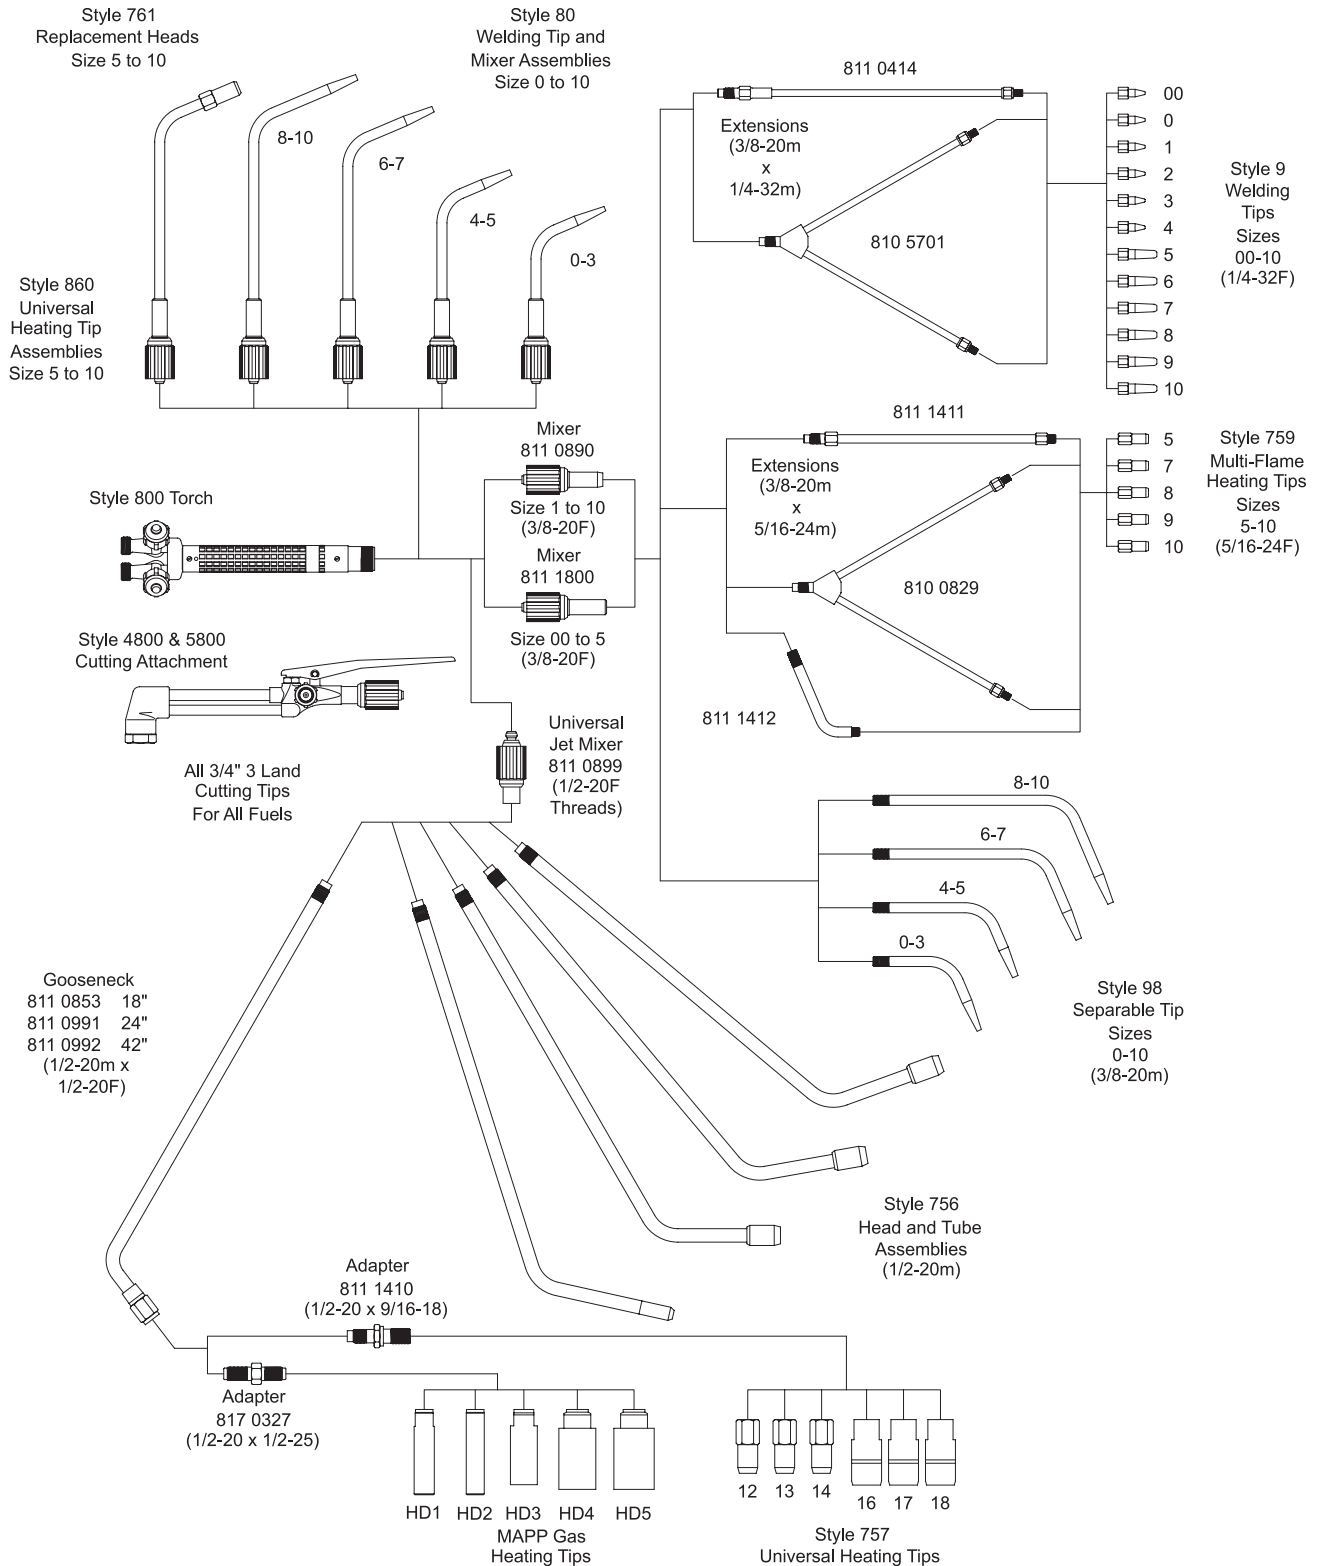 Style 761
Replacement Heads
Size 5 to 10
Style 80
Welding Tip and
Mixer Assemblies
Size 0 to 10
8-10
6-7
4-5
0-3
Style 860
Universal
Heating Tip
Assemblies
Size 5 to 10
811 0414
Extensions
(3/8-20m
x
1/4-32m)
810 5701
00
0
1
2
3
4
5
6
7
8
9
10
Style 9
Welding
Tips
Sizes
00-10
(1/4-32F)
Style 800 Torch
Mixer
811 0890
Size 1 to 10
(3/8-20F)
Mixer
811 1800
Size 00 to 5
(3/8-20F)
811 1411
Extensions
(3/8-20m
x
5/16-24m)
810 0829
811 1412
5
7
8
9
10
Style 759
Multi-Flame
Heating Tips
Sizes
5-10
(5/16-24F)
Style 4800 & 5800
Cutting Attachment
All 3/4" 3 Land
Cutting Tips
For All Fuels
Universal
Jet Mixer
811 0899
(1/2-20F
Threads)
8-10
6-7
4-5
0-3
Style 98
Separable Tip
Sizes
0-10
(3/8-20m)
Gooseneck
811 0853 18"
811 0991 24"
811 0992 42"
(1/2-20m x
1/2-20F)
Style 756
Head and Tube
Assemblies
(1/2-20m)
Adapter
811 1410
(1/2-20 x 9/16-18)
Adapter
817 0327
(1/2-20 x 1/2-25)
HD1
HD2
HD3
HD4
HD5
MAPP Gas
Heating Tips
12
13
14
16
17
18
Style 757
Universal Heating Tips